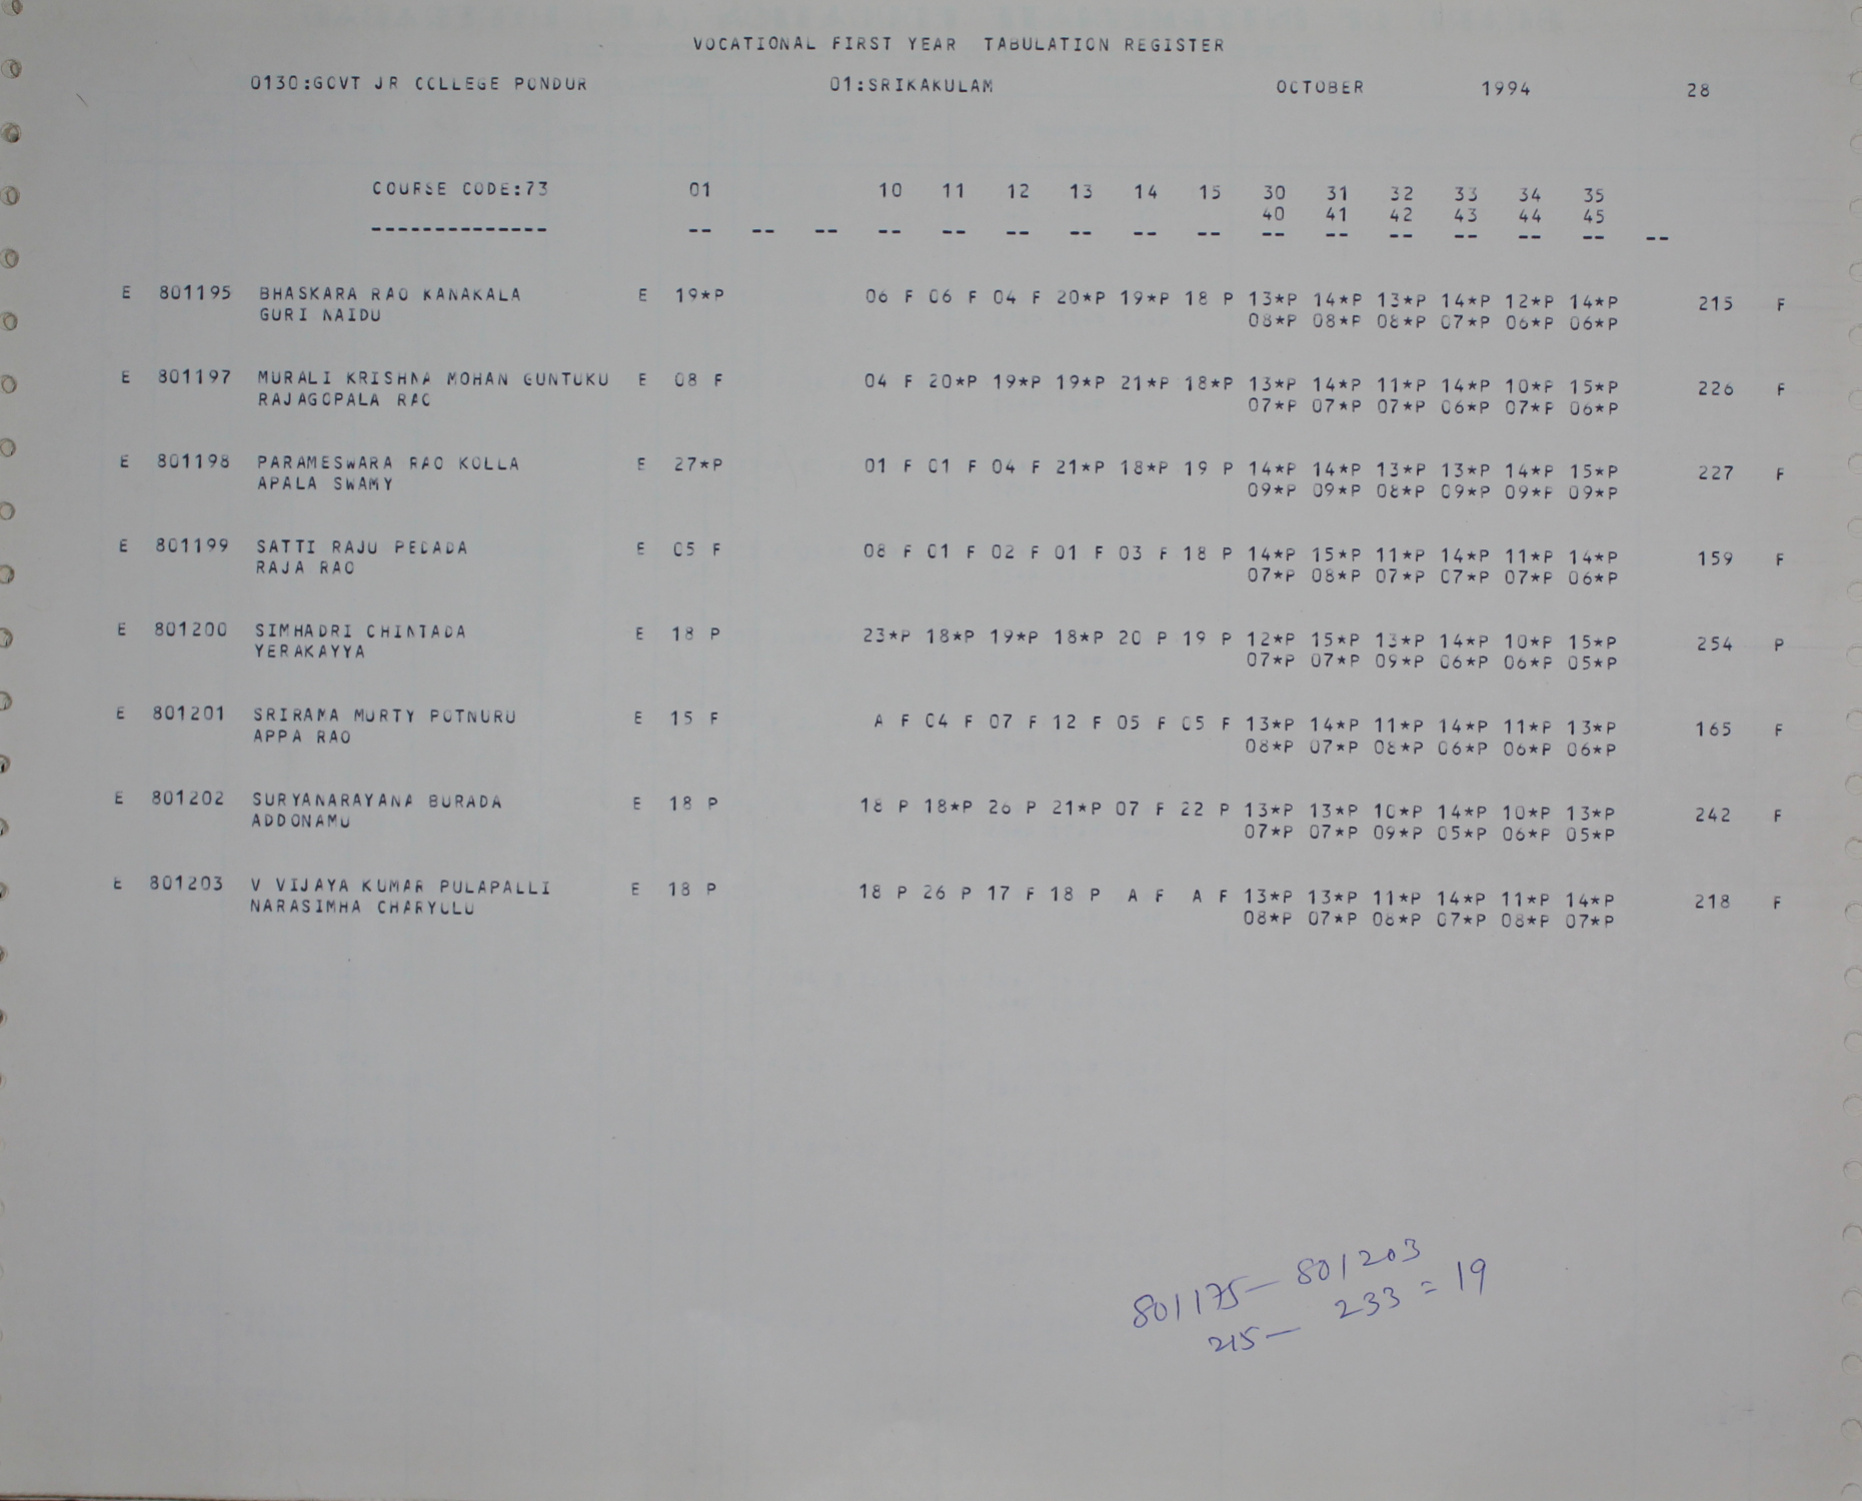 VOCATIONAL FIRST YEAR TABULATION REGISTER
0130:GOVT JR COLLEGE PONDUR 01:SRIKAKULAM OCTOBER 1994 28
COURSE CODE:73 01 10 11 12 13 14 15 30 31 32 33 34 35
40 41 42 43 44 45
-------------- -- -- -- -- -- -- -- -- -- -- -- -- -- -- -- --
E 801195 BHASKARA RAO KANAKALA E 19*P 06 F 06 F 04 F 20*P 19*P 18 P 13*P 14*P 13*P 14*P 12*P 14*P 215 F
GURI NAIDU 08*P 08*P 08*P 07*P 06*P 06*P
E 801197 MURALI KRISHNA MOHAN GUNTUKU E 08 F 04 F 20*P 19*P 19*P 21*P 18*P 13*P 14*P 11*P 14*P 10*P 15*P 226 F
RAJAGOPALA RAO 07*P 07*P 07*P 06*P 07*P 06*P
E 801198 PARAMESWARA RAO KOLLA E 27*P 01 F 01 F 04 F 21*P 18*P 19 P 14*P 14*P 13*P 13*P 14*P 15*P 227 F
APALA SWAMY 09*P 09*P 08*P 09*P 09*P 09*P
E 801199 SATTI RAJU PEDADA E 05 F 08 F 01 F 02 F 01 F 03 F 18 P 14*P 15*P 11*P 14*P 11*P 14*P 159 F
RAJA RAO 07*P 08*P 07*P 07*P 07*P 06*P
E 801200 SIMHADRI CHINTADA E 18 P 23*P 18*P 19*P 18*P 20 P 19 P 12*P 15*P 13*P 14*P 10*P 15*P 254 P
YERAKAYYA 07*P 07*P 09*P 06*P 06*P 05*P
E 801201 SRIRAMA MURTY POTNURU E 15 F A F 04 F 07 F 12 F 05 F 05 F 13*P 14*P 11*P 14*P 11*P 13*P 165 F
APPA RAO 08*P 07*P 08*P 06*P 06*P 06*P
E 801202 SURYANARAYANA BURADA E 18 P 18 P 18*P 26 P 21*P 07 F 22 P 13*P 13*P 10*P 14*P 10*P 13*P 242 F
ADDONAMU 07*P 07*P 09*P 05*P 06*P 05*P
E 801203 V VIJAYA KUMAR PULAPALLI E 18 P 18 P 26 P 17 F 18 P A F A F 13*P 13*P 11*P 14*P 11*P 14*P 218 F
NARASIMHA CHARYULU 08*P 07*P 08*P 07*P 08*P 07*P
801175 - 801203
215 - 233 = 19